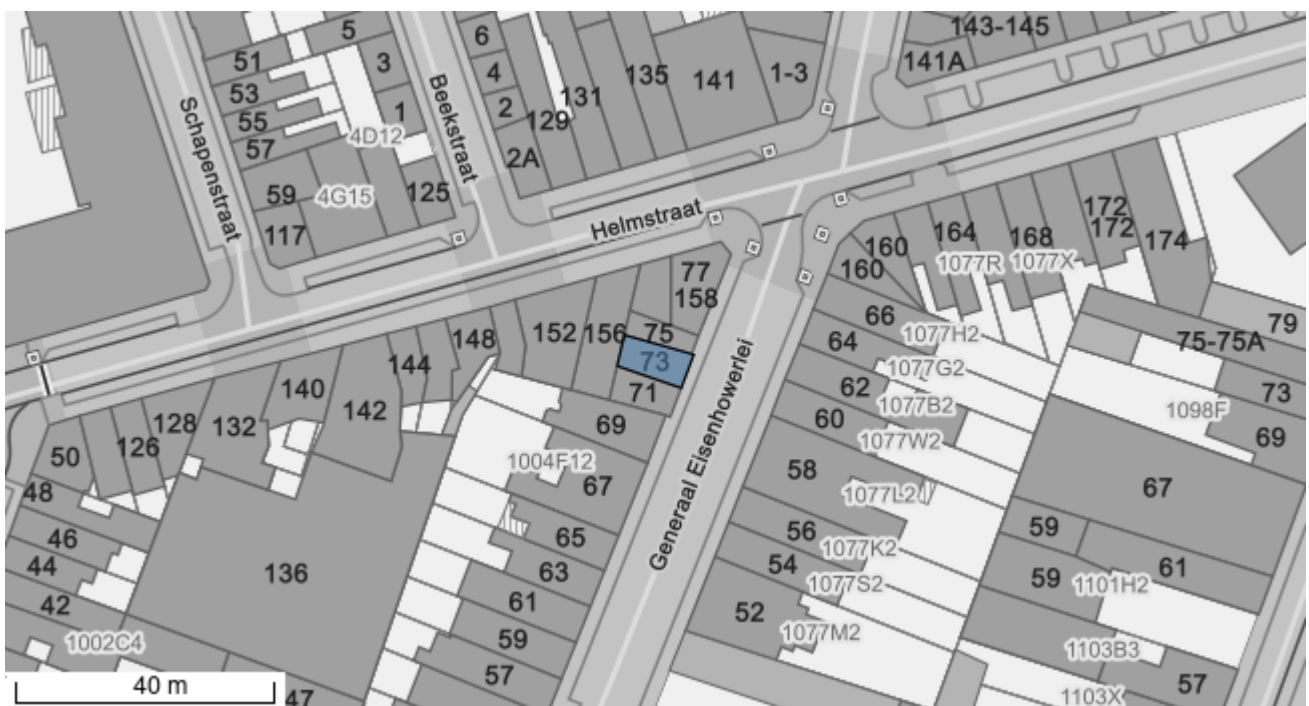 5
6
143-145
51
3
4
135
141
1-3
141A
53
1
2
131
55
4D12
129
57
2A
Schapenstraat
Beekstraat
59
4G15
125
117
Helmstraat
160
164
168
172
172
174
160
1077R
1077X
77
158
66
79
148
152
156
75
1077H2
75-75A
144
73
64
1077G2
140
142
71
62
1077B2
73
128
132
69
60
1077W2
1098F
69
50
126
1004F12
67
58
1077L2
67
48
46
65
56
59
44
136
63
1077K2
61
54
59
42
61
1077S2
1101H2
52
1002C4
59
1077M2
1103B3
57
57
40 m
47
1103X
Generaal Eisenhowerlei